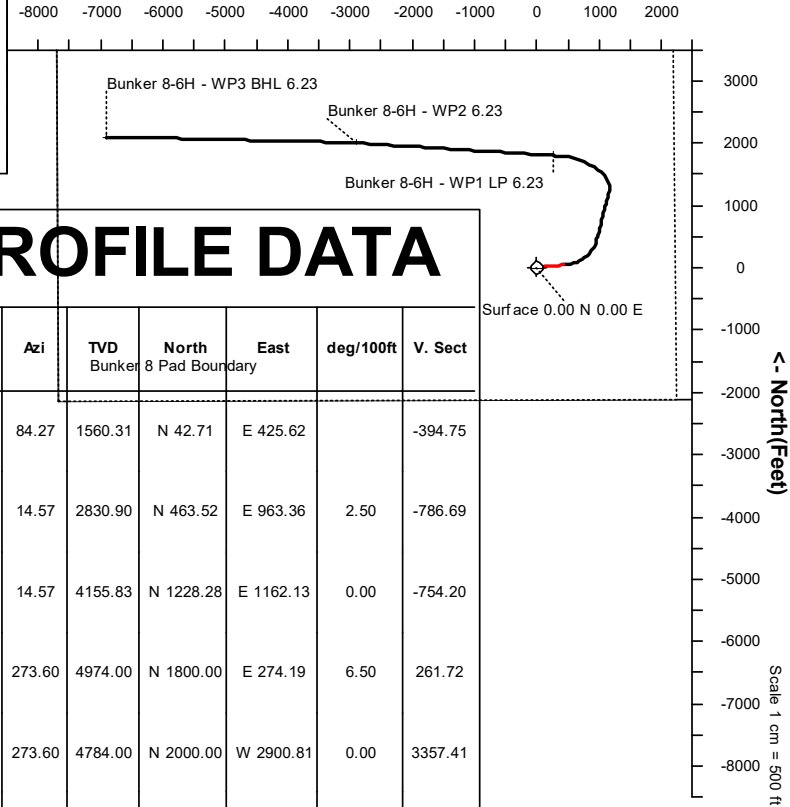 -8000 -7000 -6000 -5000 -4000 -3000 -2000 -1000 0 1000 2000
Bunker 8-6H - WP3 BHL 6.23
3000
Bunker 8-6H - WP2 6.23
2000
Bunker 8-6H - WP1 LP 6.23
1000
0
Surface 0.00 N 0.00 E
-1000
-2000
-3000
-4000
-5000
-6000
-7000
-8000
<- North(Feet)
Scale 1 cm = 500 ft
ROFILE DATA
Azi TVD North East deg/100ft V. Sect
Bunker 8 Pad Boundary
84.27 1560.31 N 42.71 E 425.62 -394.75
14.57 2830.90 N 463.52 E 963.36 2.50 -786.69
14.57 4155.83 N 1228.28 E 1162.13 0.00 -754.20
273.60 4974.00 N 1800.00 E 274.19 6.50 261.72
273.60 4784.00 N 2000.00 W 2900.81 0.00 3357.41